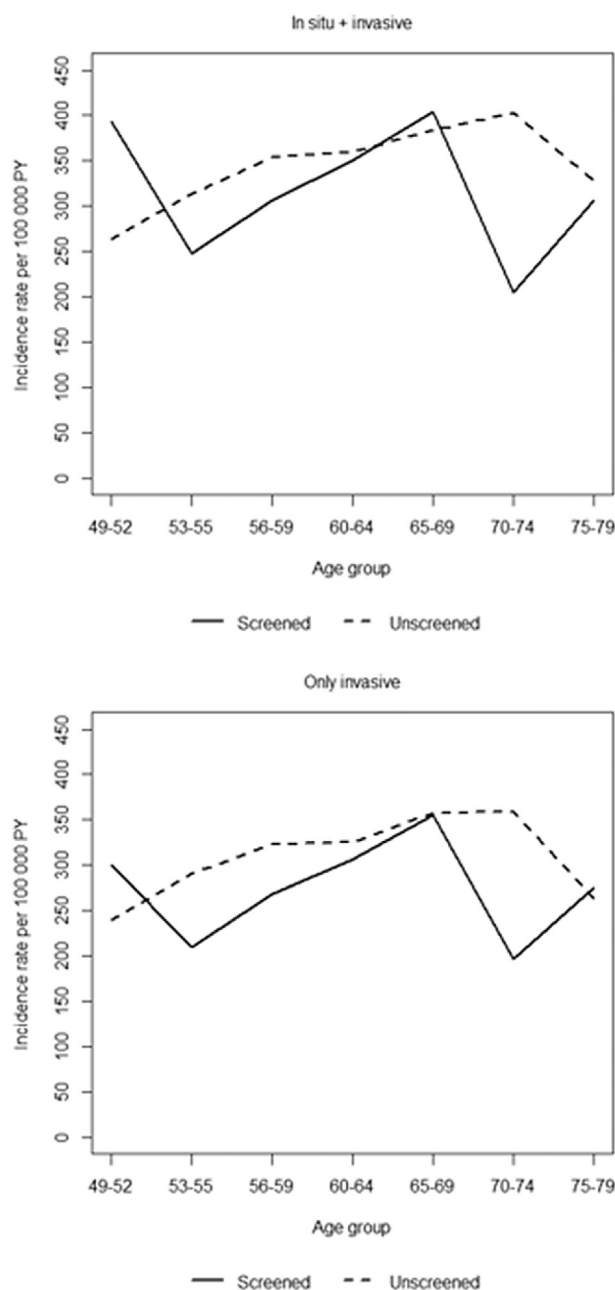 In situ + invasive
Incidence rate per 100 000 PY
450
400
350
300
250
200
150
100
50
0
49-52 53-55 56-59 60-64 65-69 70-74 75-79
Age group
Screened Unscreened
Only invasive
Incidence rate per 100 000 PY
450
400
350
300
250
200
150
100
50
0
49-52 53-55 56-59 60-64 65-69 70-74 75-79
Age group
Screened Unscreened